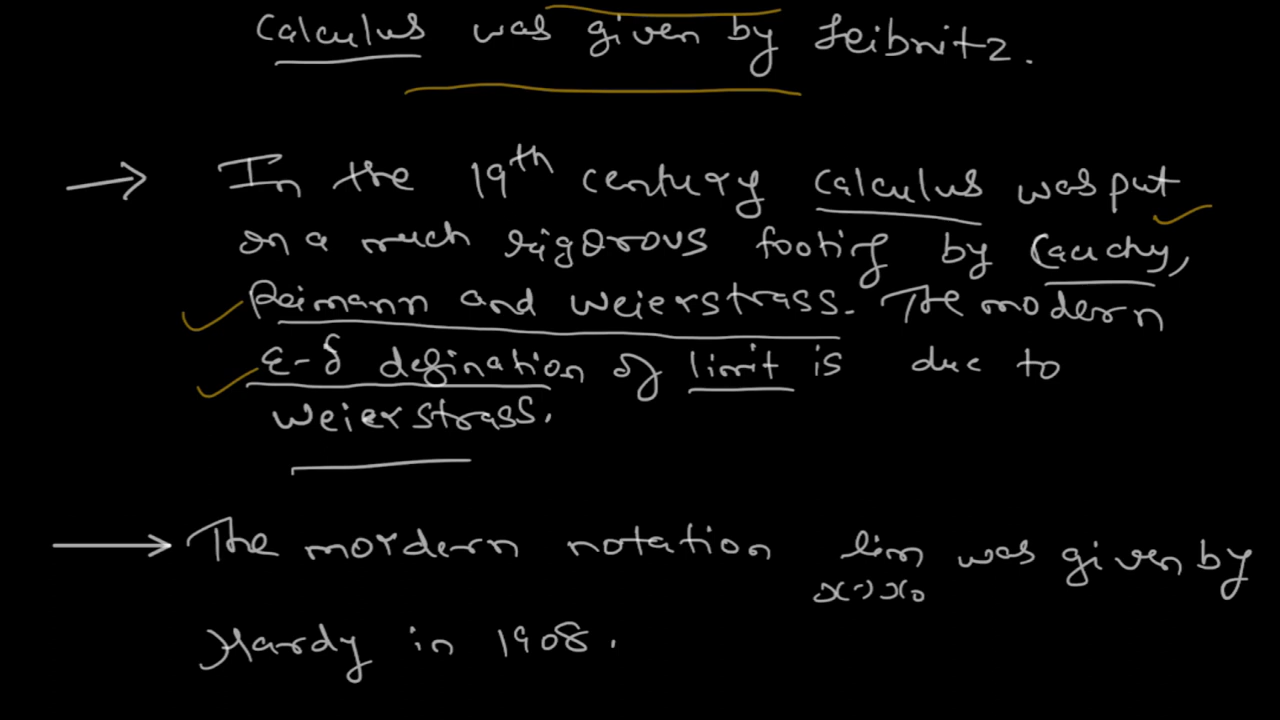 Calculus was given by Leibnitz.
→ In the 19th century calculus was put
on a much rigorous footing by Cauchy,
Reimann and Weierstrass. The modern
ε-δ defination of limit is due to
Weierstrass.
→ The mordern notation lim was given by
x→x₀
Hardy in 1908.